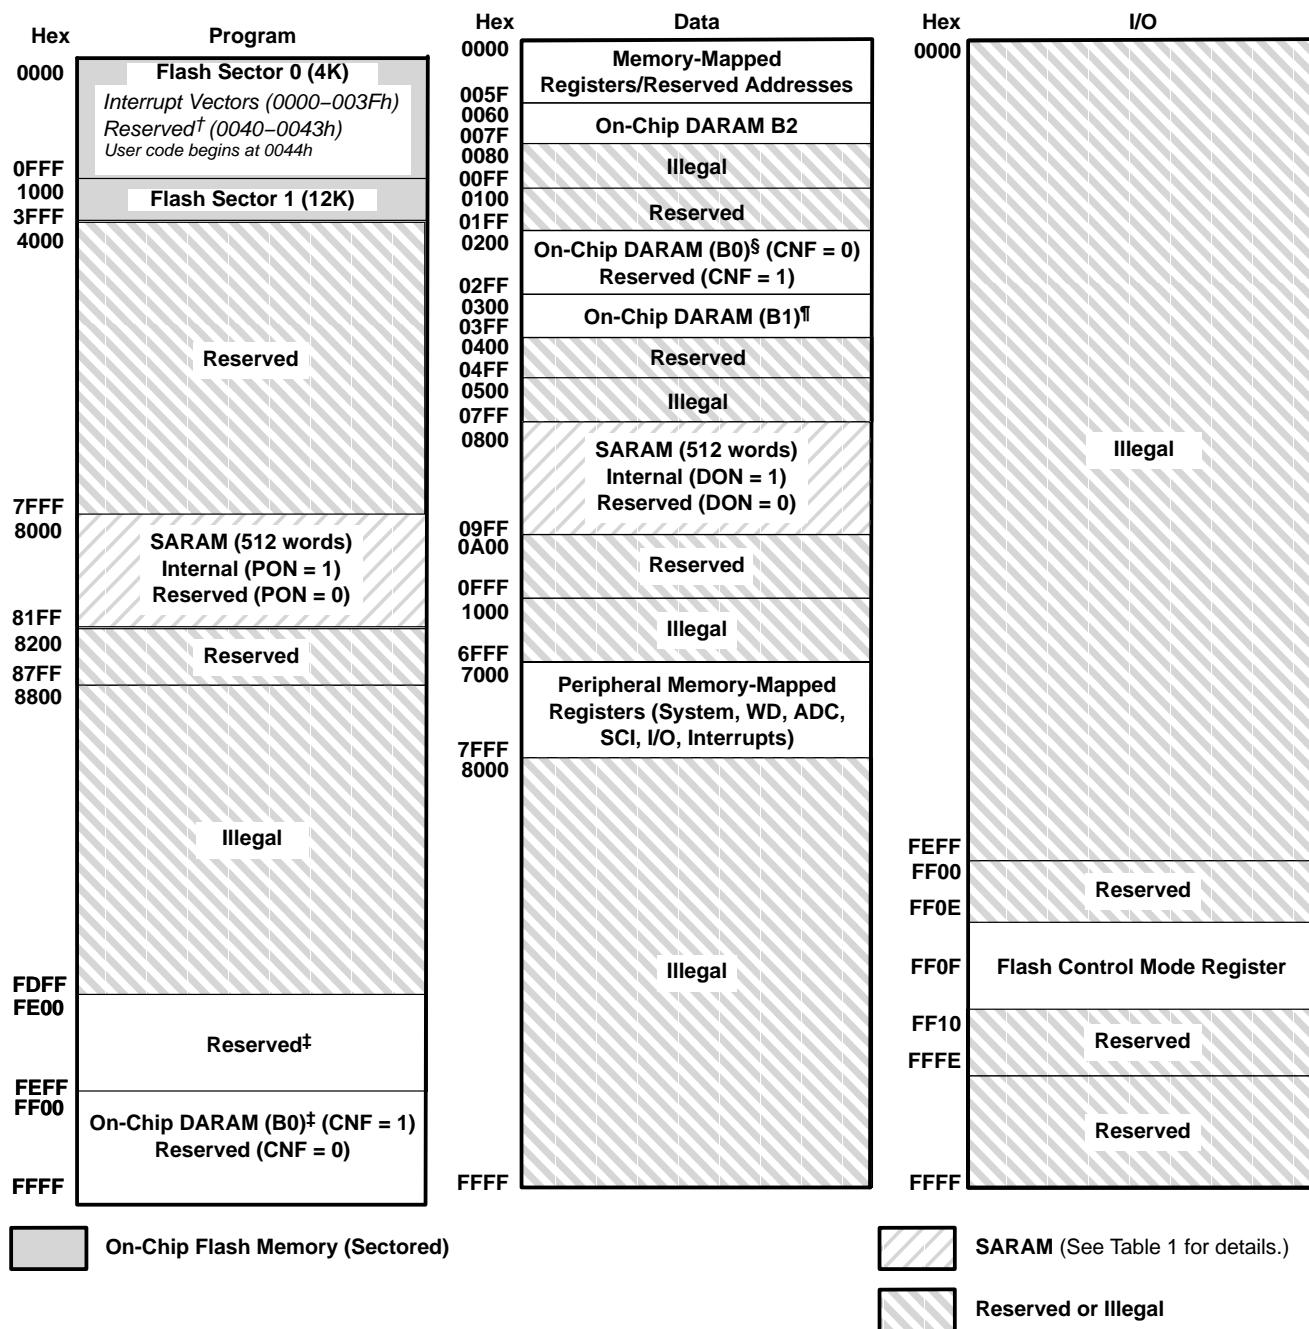 Hex Program
0000
Flash Sector 0 (4K)
Interrupt Vectors (0000–003Fh)
Reserved† (0040–0043h)
User code begins at 0044h
0FFF
1000
Flash Sector 1 (12K)
3FFF
4000
Reserved
7FFF
8000
SARAM (512 words)
Internal (PON = 1)
Reserved (PON = 0)
81FF
8200
Reserved
87FF
8800
Illegal
FDFF
FE00
Reserved‡
FEFF
FF00
On-Chip DARAM (B0)‡ (CNF = 1)
Reserved (CNF = 0)
FFFF
Hex Data
0000
Memory-Mapped
Registers/Reserved Addresses
005F
0060
On-Chip DARAM B2
007F
0080
Illegal
00FF
0100
Reserved
01FF
0200
On-Chip DARAM (B0)§ (CNF = 0)
Reserved (CNF = 1)
02FF
0300
On-Chip DARAM (B1)¶
03FF
0400
Reserved
04FF
0500
Illegal
07FF
0800
SARAM (512 words)
Internal (DON = 1)
Reserved (DON = 0)
09FF
0A00
Reserved
0FFF
1000
Illegal
6FFF
7000
Peripheral Memory-Mapped
Registers (System, WD, ADC,
SCI, I/O, Interrupts)
7FFF
8000
Illegal
FFFF
Hex I/O
0000
Illegal
FEFF
FF00
Reserved
FF0E
FF0F
Flash Control Mode Register
FF10
Reserved
FFFE
Reserved
FFFF
On-Chip Flash Memory (Sectored)
SARAM (See Table 1 for details.)
Reserved or Illegal